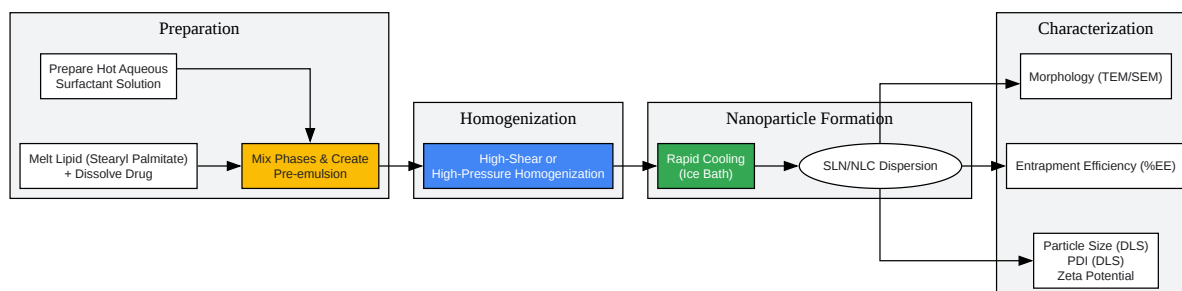 Preparation
Prepare Hot Aqueous
Surfactant Solution
Melt Lipid (Stearyl Palmitate)
+ Dissolve Drug
Mix Phases & Create
Pre-emulsion
Homogenization
High-Shear or
High-Pressure Homogenization
Nanoparticle Formation
Rapid Cooling
(Ice Bath)
SLN/NLC Dispersion
Characterization
Morphology (TEM/SEM)
Entrapment Efficiency (%EE)
Particle Size (DLS)
PDI (DLS)
Zeta Potential